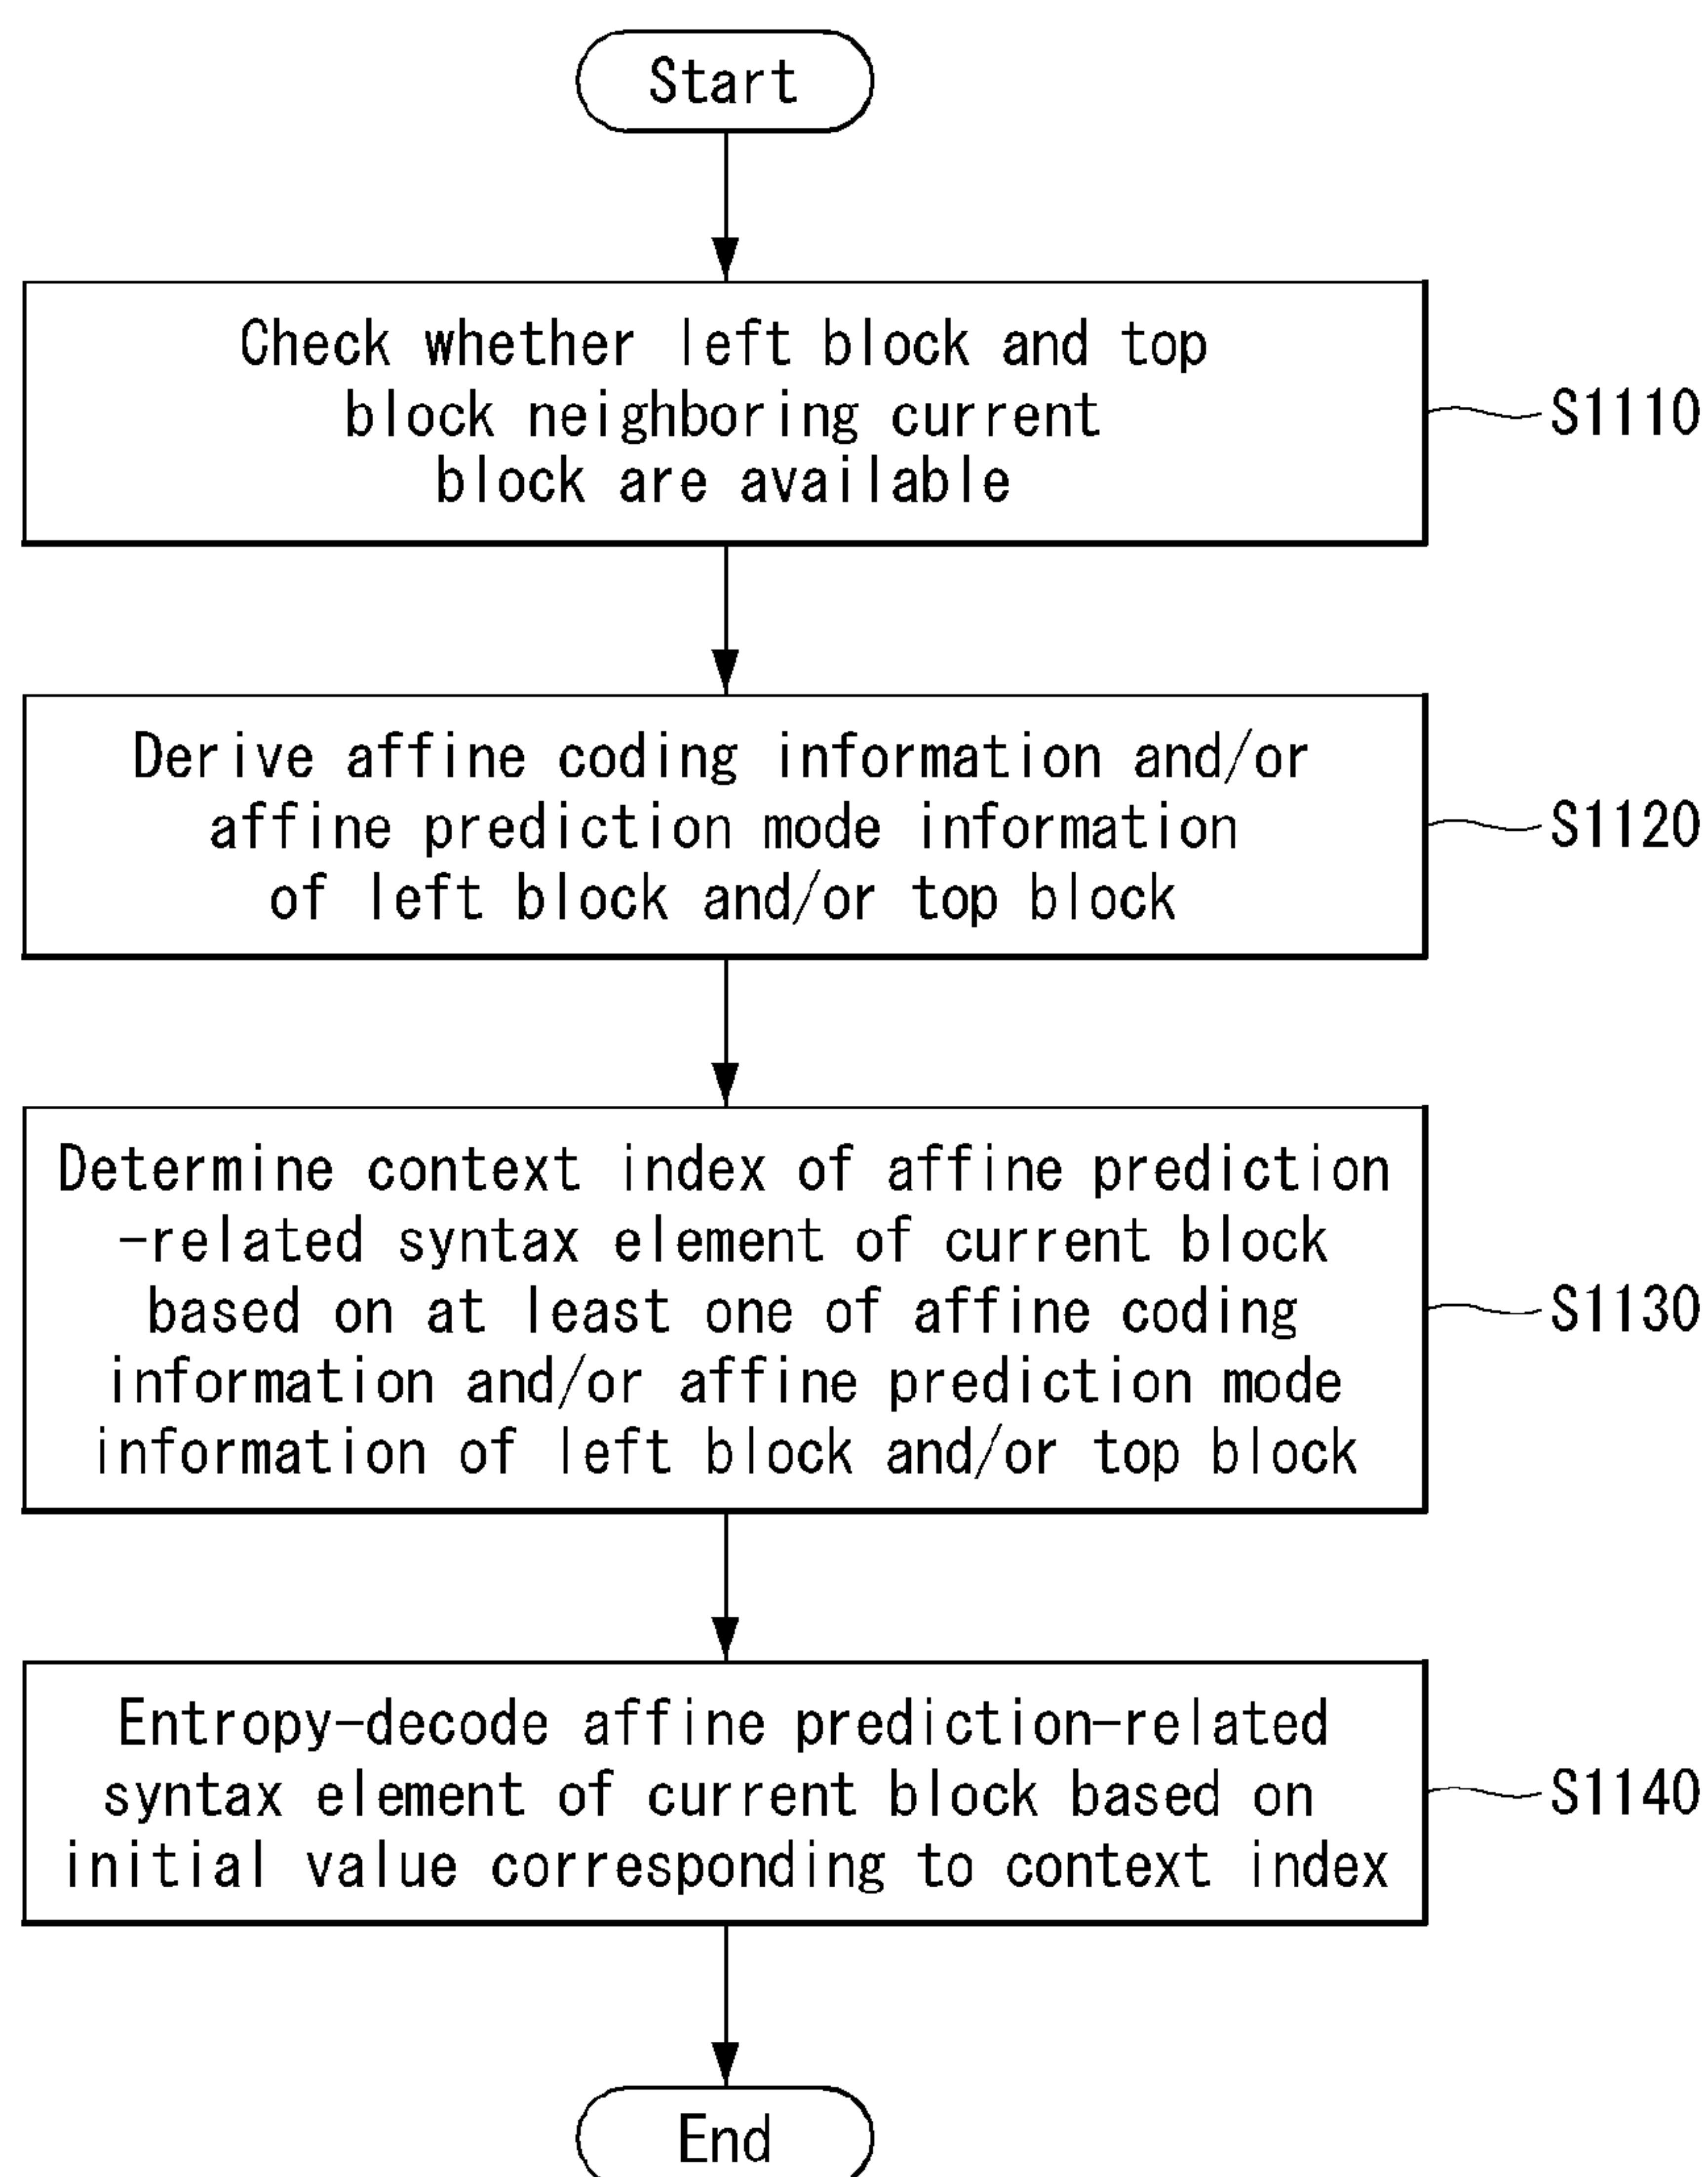 Start
Check whether left block and top
block neighboring current
block are available
S1110
Derive affine coding information and/or
affine prediction mode information
of left block and/or top block
S1120
Determine context index of affine prediction
-related syntax element of current block
based on at least one of affine coding
information and/or affine prediction mode
information of left block and/or top block
S1130
Entropy-decode affine prediction-related
syntax element of current block based on
initial value corresponding to context index
S1140
End